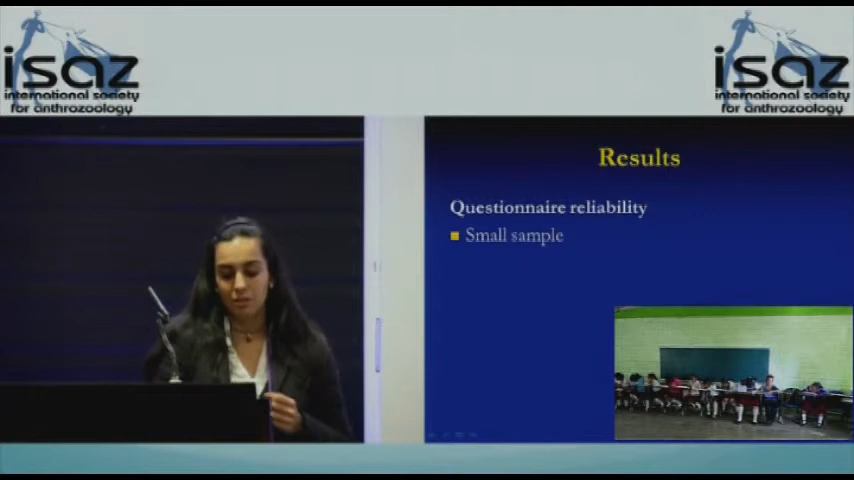 isaz
international society
for anthrozoology
isaz
international society
for anthrozoology
Results
Questionnaire reliability
Small sample